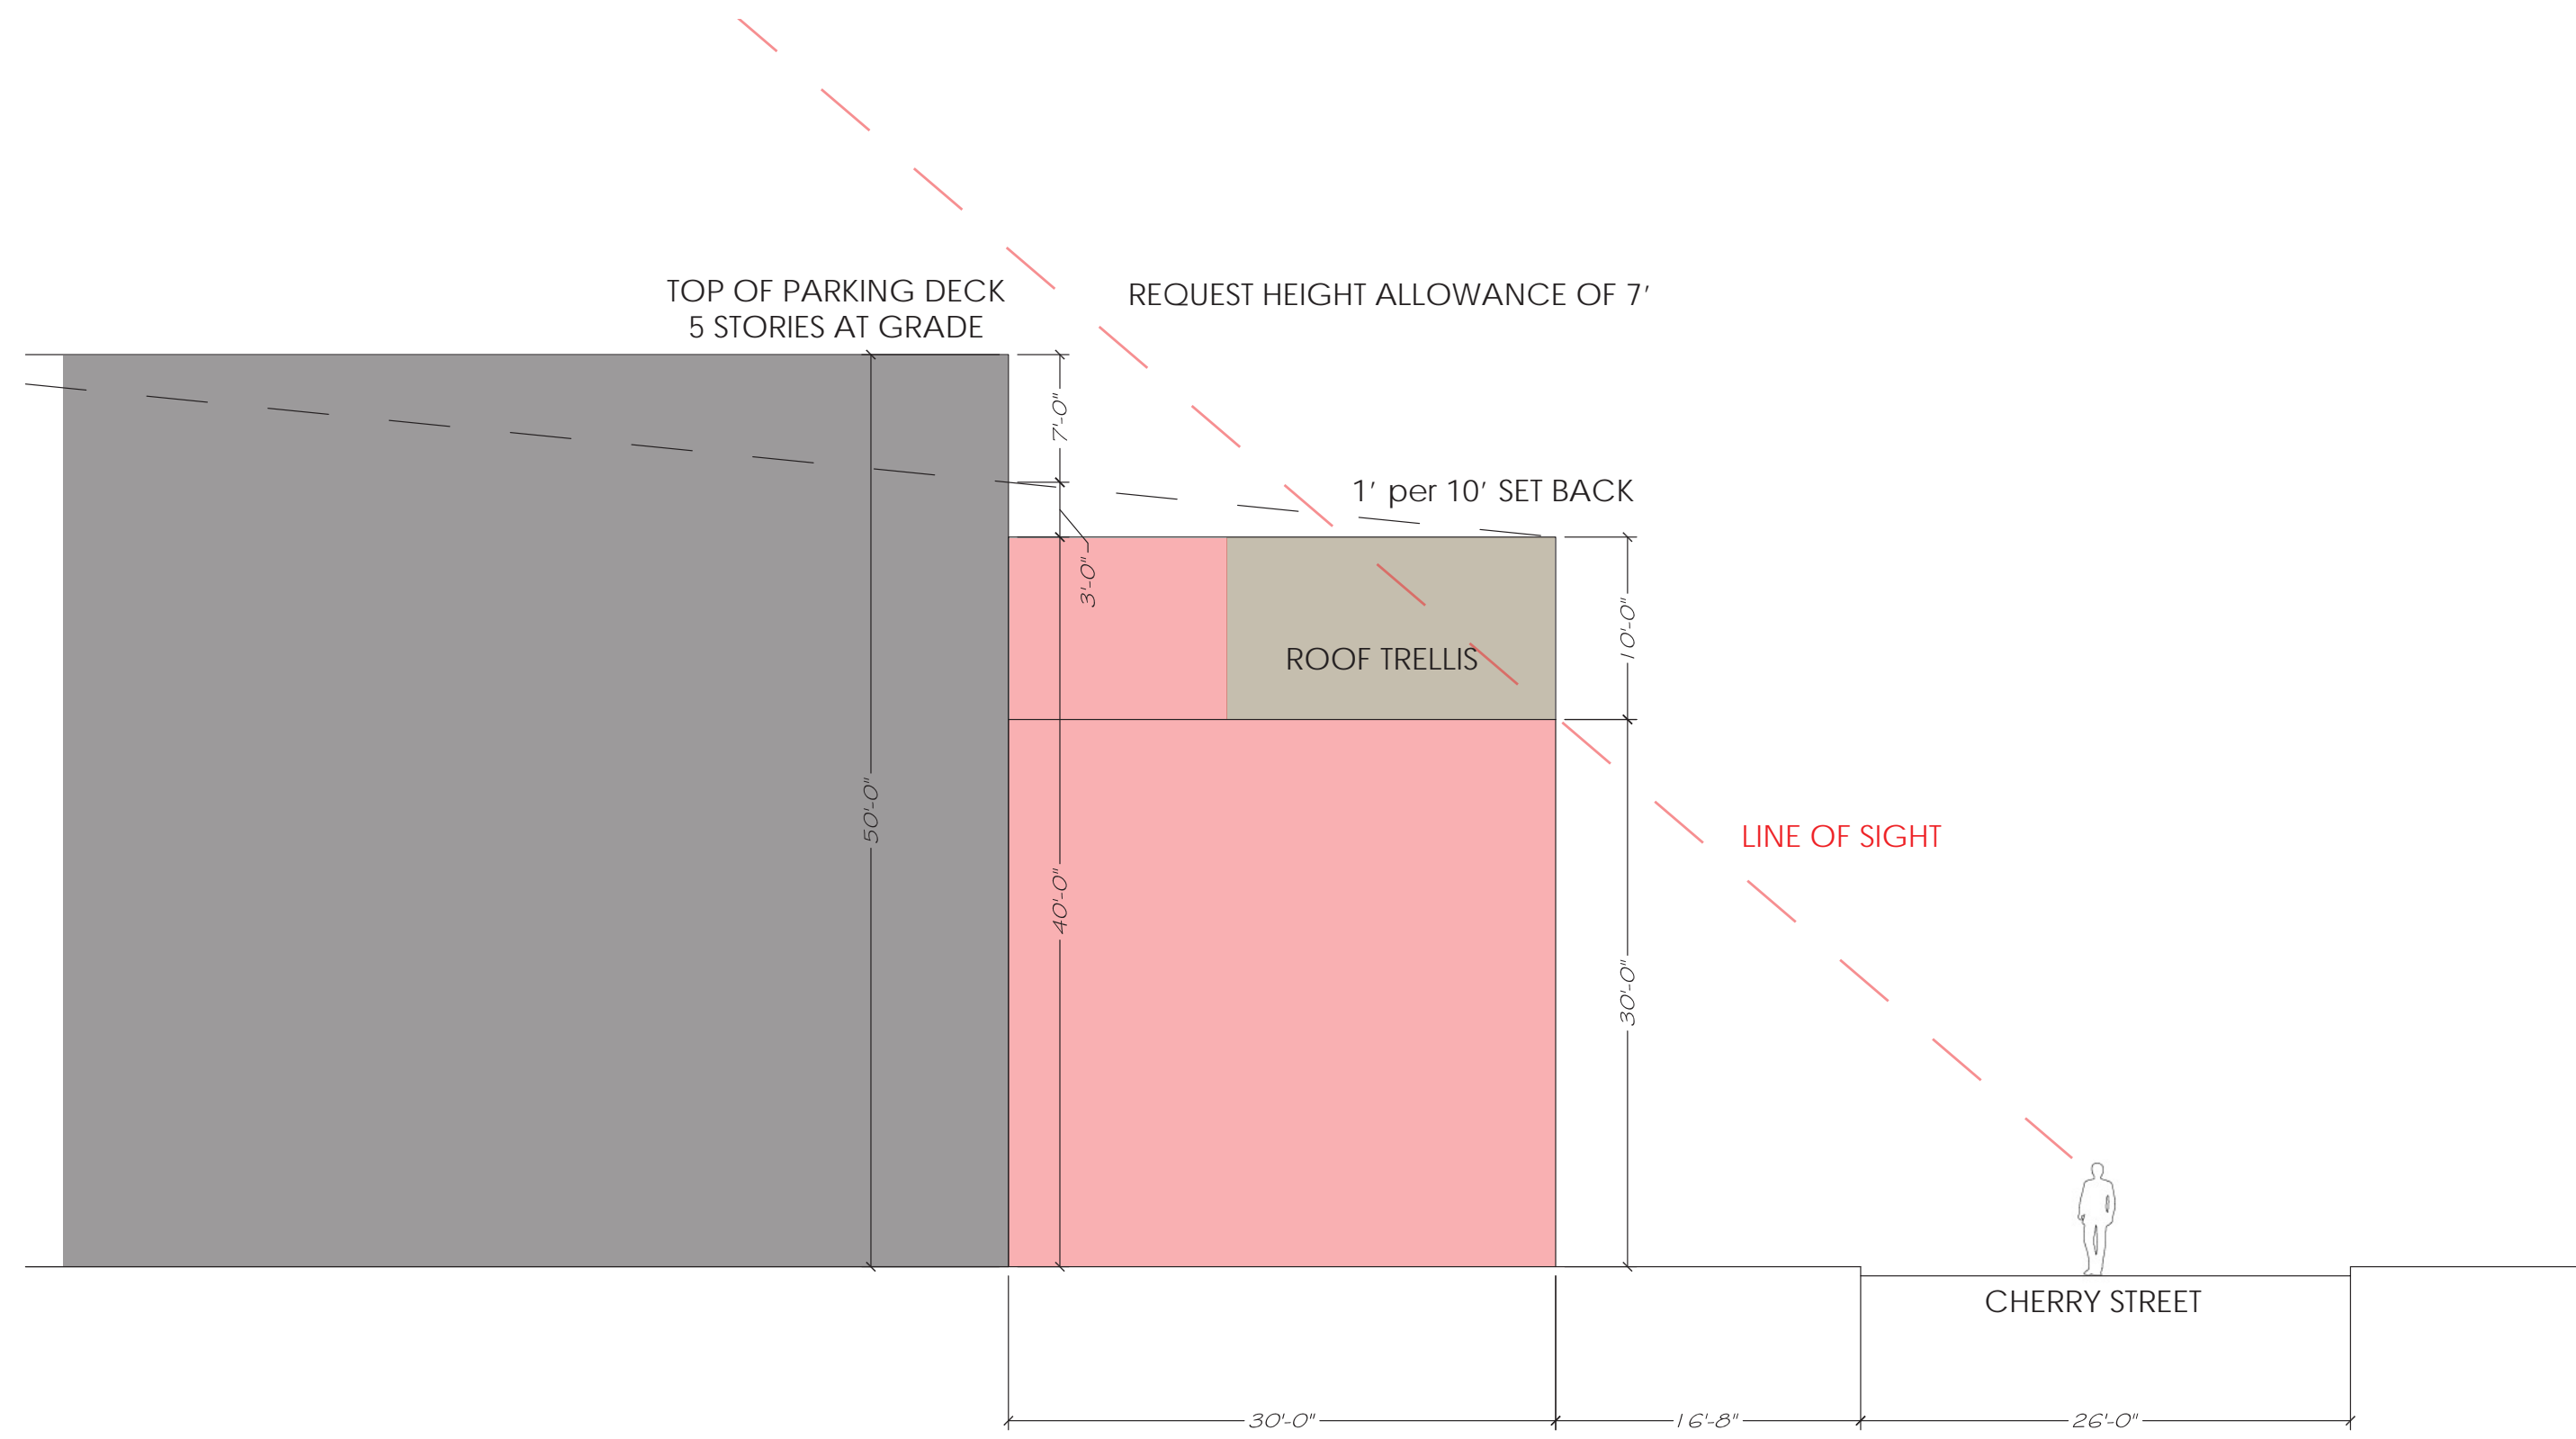 TOP OF PARKING DECK
5 STORIES AT GRADE
REQUEST HEIGHT ALLOWANCE OF 7'
7'-0"
1' per 10' SET BACK
3'-0"
10'-0"
ROOF TRELLIS
50'-0"
40'-0"
LINE OF SIGHT
30'-0"
CHERRY STREET
30'-0"
16'-8"
26'-0"